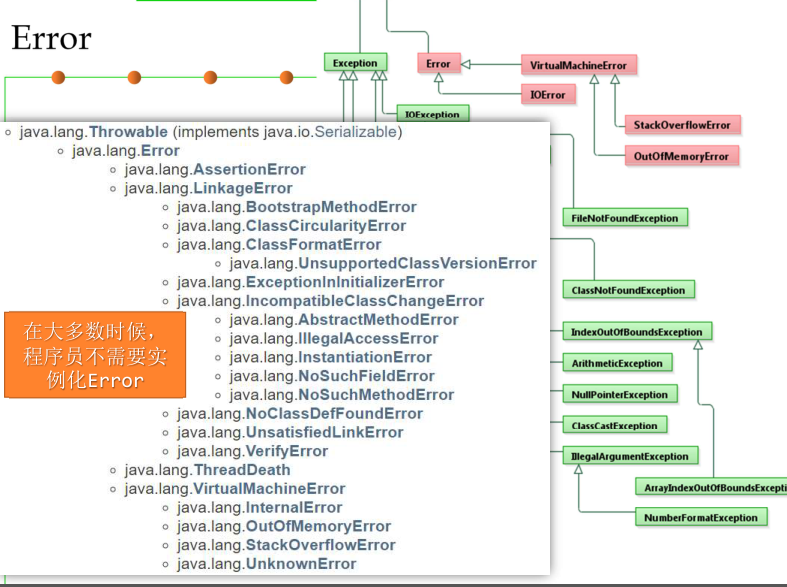 Error
Exception
Error
VirtualMachineError
IOError
IOException
StackOverflowError
OutOfMemoryError
java.lang.Throwable (implements java.io.Serializable)
java.lang.Error
java.lang.AssertionError
java.lang.LinkageError
java.lang.BootstrapMethodError
java.lang.ClassCircularityError
java.lang.ClassFormatError
java.lang.UnsupportedClassVersionError
java.lang.ExceptionInInitializerError
java.lang.IncompatibleClassChangeError
java.lang.AbstractMethodError
java.lang.IllegalAccessError
java.lang.InstantiationError
java.lang.NoSuchFieldError
java.lang.NoSuchMethodError
java.lang.NoClassDefFoundError
java.lang.UnsatisfiedLinkError
java.lang.VerifyError
java.lang.ThreadDeath
java.lang.VirtualMachineError
java.lang.InternalError
java.lang.OutOfMemoryError
java.lang.StackOverflowError
java.lang.UnknownError
在大多数时候，
程序员不需要实
例化Error
FileNotFoundException
ClassNotFoundException
IndexOutOfBoundsException
ArithmeticException
NullPointerException
ClassCastException
IllegalArgumentException
ArrayIndexOutOfBoundsExcepti
NumberFormatException